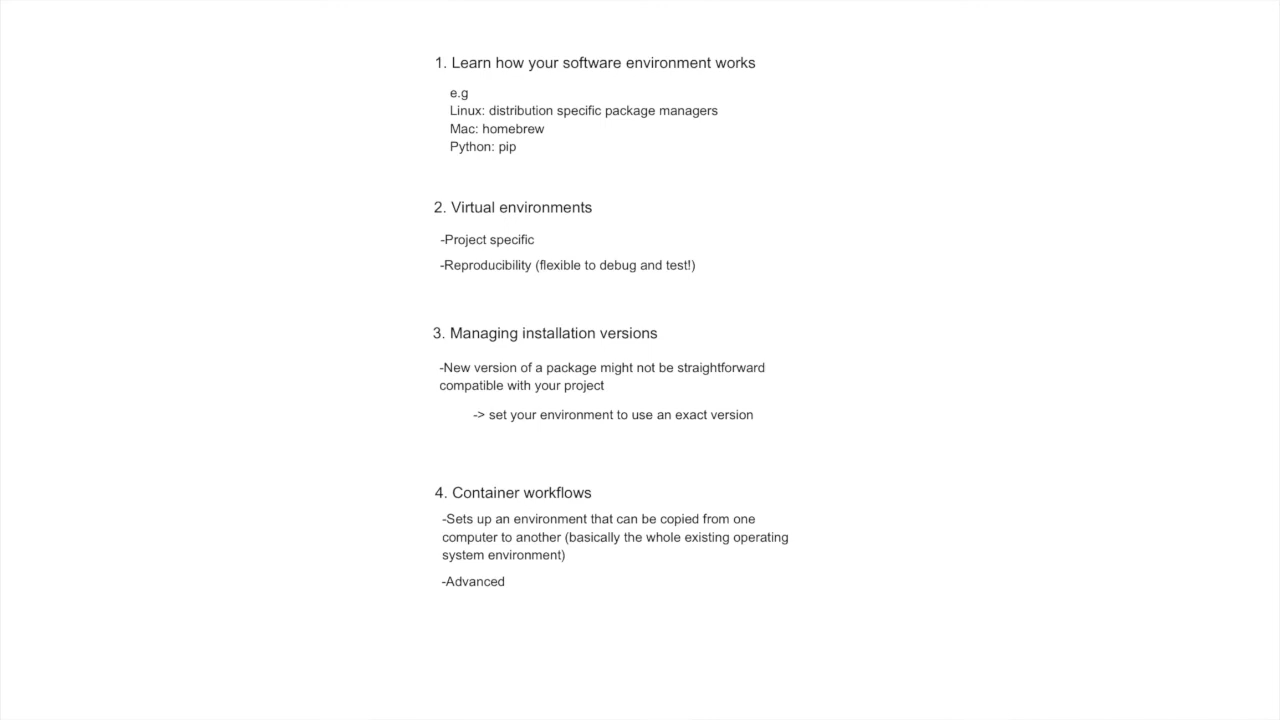 1. Learn how your software environment works
e.g
Linux: distribution specific package managers
Mac: homebrew
Python: pip
2. Virtual environments
-Project specific
-Reproducibility (flexible to debug and test!)
3. Managing installation versions
-New version of a package might not be straightforward
compatible with your project
-> set your environment to use an exact version
4. Container workflows
-Sets up an environment that can be copied from one
computer to another (basically the whole existing operating
system environment)
-Advanced